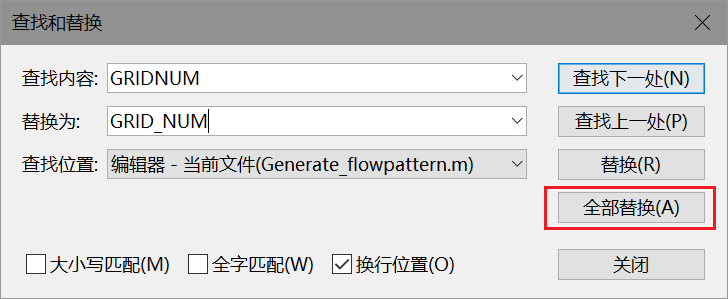 查找和替换
查找内容: GRIDNUM 查找下一处(N)
替换为: GRID_NUM 查找上一处(P)
查找位置: 编辑器 - 当前文件(Generate_flowpattern.m) 替换(R)
全部替换(A)
大小写匹配(M) 全字匹配(W) 换行位置(O) 关闭